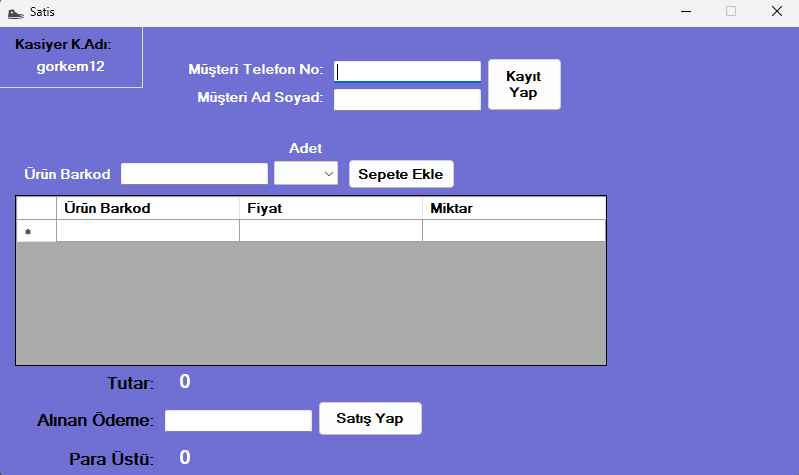 Satis
Kasiyer K.Adı:
gorkem12
Müşteri Telefon No:
Müşteri Ad Soyad:
Kayıt
Yap
Adet
Ürün Barkod
Sepete Ekle
Ürün Barkod Fiyat Miktar
*
Tutar: 0
Alınan Ödeme:
Satış Yap
Para Üstü: 0